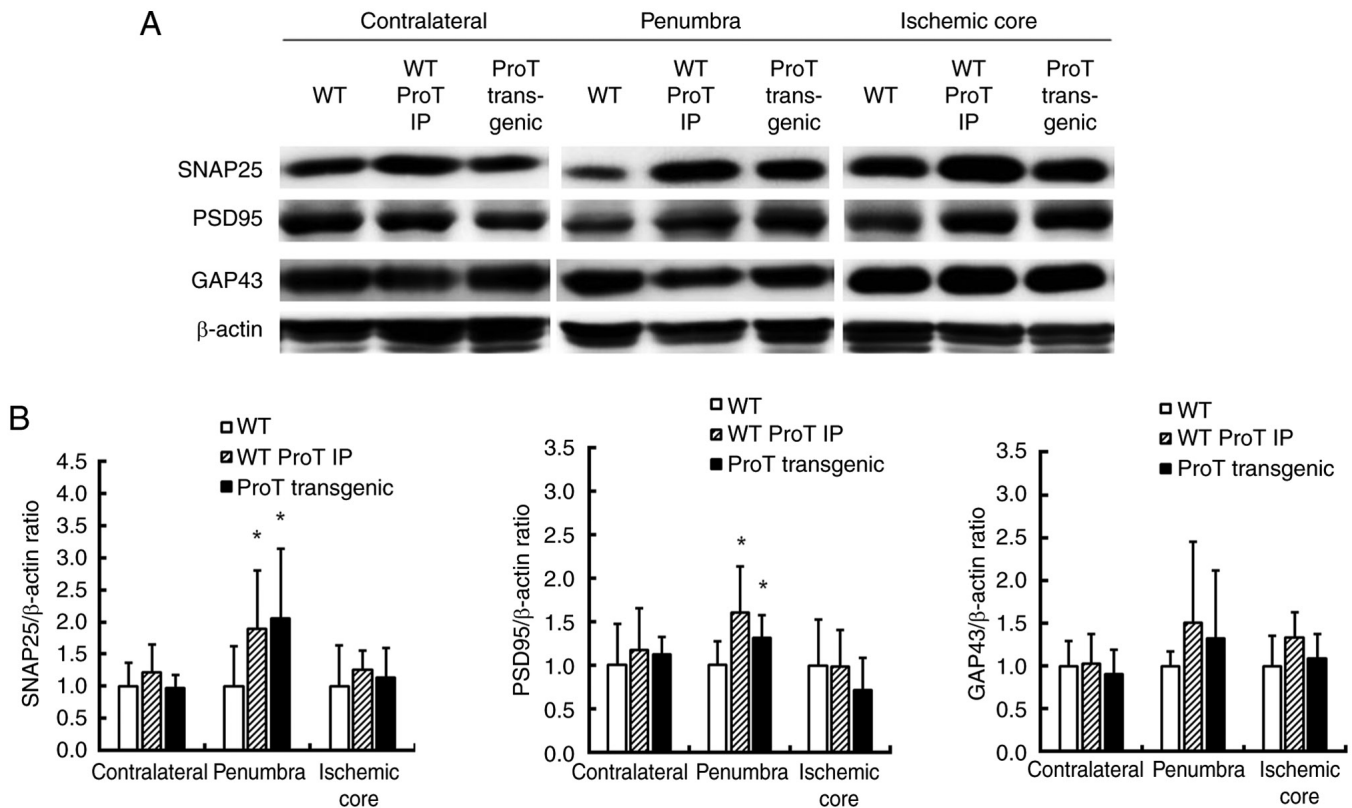 A
Contralateral Penumbra Ischemic core
WT
WT
ProT
IP
ProT
trans-
genic
WT
WT
ProT
IP
ProT
trans-
genic
WT
WT
ProT
IP
ProT
trans-
genic
SNAP25
PSD95
GAP43
β-actin
B
WT
WT ProT IP
ProT transgenic
SNAP25/β-actin ratio
4.5
4.0
3.5
3.0
2.5
2.0
1.5
1.0
0.5
0.0
* *
Contralateral Penumbra Ischemic
core
WT
WT ProT IP
ProT transgenic
PSD95/β-actin ratio
3.5
3.0
2.5
2.0
1.5
1.0
0.5
0.0
* *
Contralateral Penumbra Ischemic
core
WT
WT ProT IP
ProT transgenic
GAP43/β-actin ratio
3.5
3.0
2.5
2.0
1.5
1.0
0.5
0.0
Contralateral Penumbra Ischemic
core